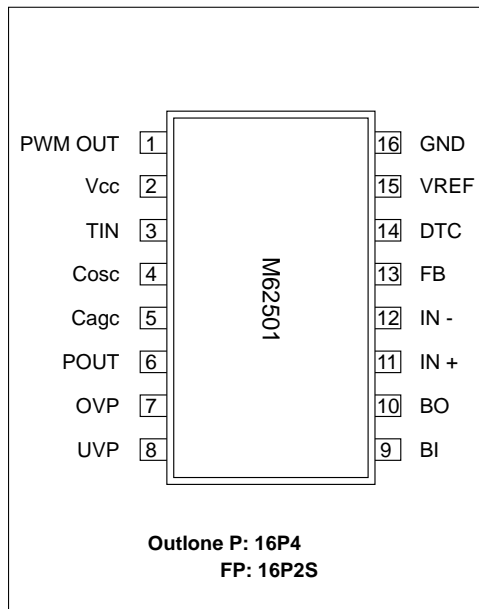 PWM OUT 1 16 GND
Vcc 2 15 VREF
TIN 3 14 DTC
Cosc 4 13 FB
Cagc 5 12 IN -
POUT 6 11 IN +
OVP 7 10 BO
UVP 8 9 BI
M62501
Outlone P: 16P4
FP: 16P2S